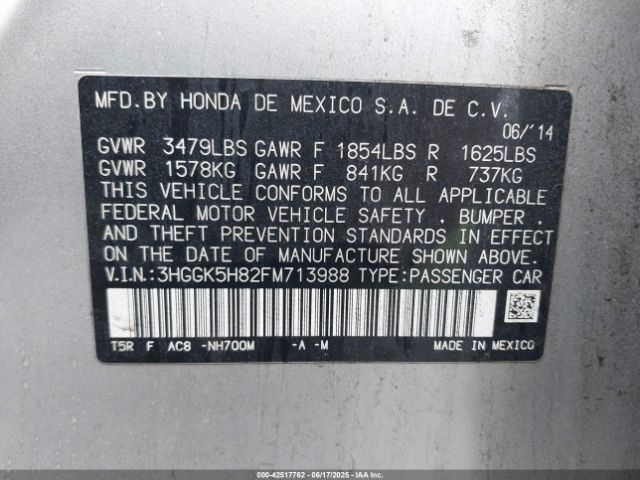 MFD.BY HONDA DE MEXICO S.A. DE C.V.
06/'14
GVWR 3479LBS GAWR F 1854LBS R 1625LBS
GVWR 1578KG GAWR F 841KG R 737KG
THIS VEHICLE CONFORMS TO ALL APPLICABLE
FEDERAL MOTOR VEHICLE SAFETY . BUMPER .
AND THEFT PREVENTION STANDARDS IN EFFECT
ON THE DATE OF MANUFACTURE SHOWN ABOVE.
V.I.N.:3HGGK5H82FM713988 TYPE:PASSENGER CAR
T5R F AC8 -NH700M -A -M MADE IN MEXICO
© IAA - 42517762 - 06/17/2025 - IAAI.COM